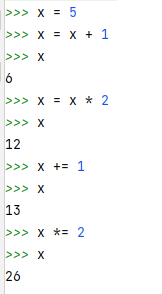 >>> x = 5
>>> x = x + 1
>>> x
6
>>> x = x * 2
>>> x
12
>>> x += 1
>>> x
13
>>> x *= 2
>>> x
26